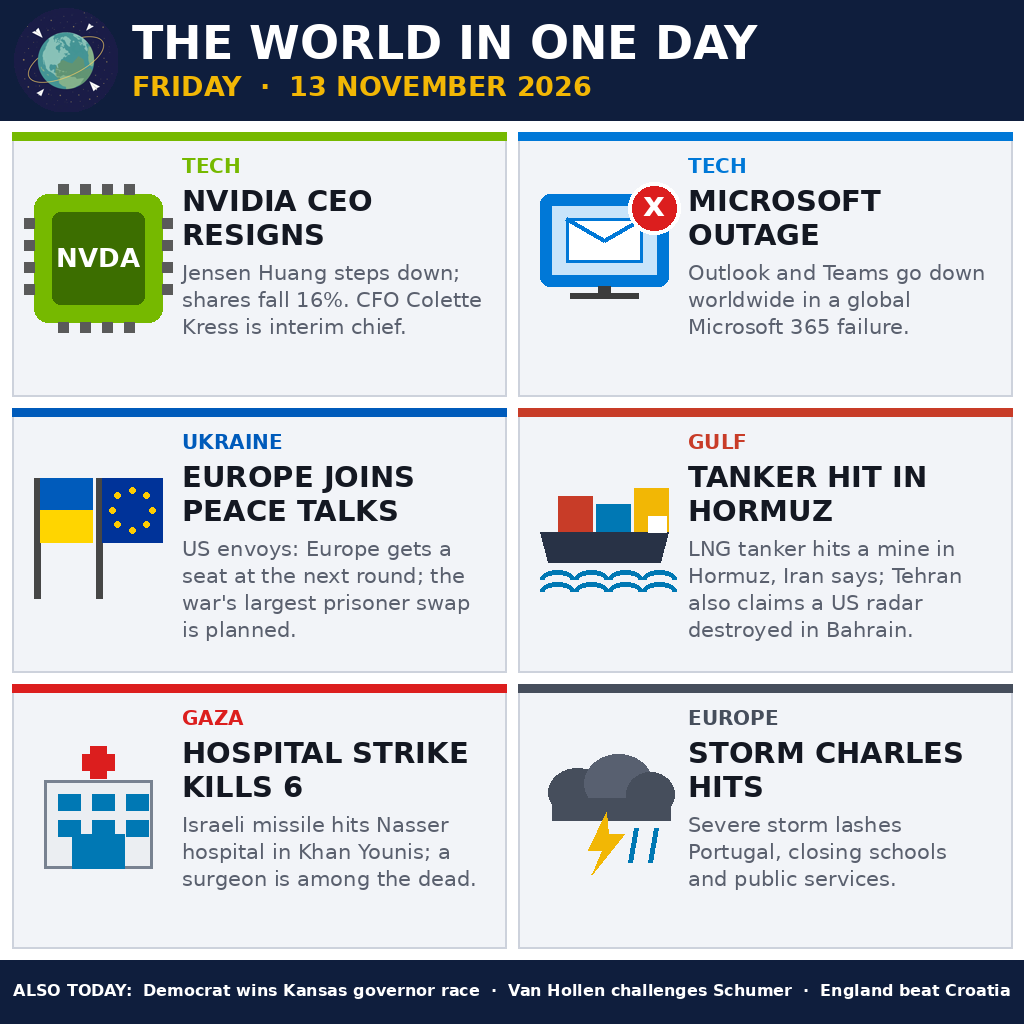 THE WORLD IN ONE DAY
FRIDAY · 13 NOVEMBER 2026
NVDA
TECH
NVIDIA CEO
RESIGNS
Jensen Huang steps down;
shares fall 16%. CFO Colette
Kress is interim chief.
X
TECH
MICROSOFT
OUTAGE
Outlook and Teams go down
worldwide in a global
Microsoft 365 failure.
UKRAINE
EUROPE JOINS
PEACE TALKS
US envoys: Europe gets a
seat at the next round; the
war's largest prisoner swap
is planned.
GULF
TANKER HIT IN
HORMUZ
LNG tanker hits a mine in
Hormuz, Iran says; Tehran
also claims a US radar
destroyed in Bahrain.
GAZA
HOSPITAL STRIKE
KILLS 6
Israeli missile hits Nasser
hospital in Khan Younis; a
surgeon is among the dead.
EUROPE
STORM CHARLES
HITS
Severe storm lashes
Portugal, closing schools
and public services.
ALSO TODAY: Democrat wins Kansas governor race · Van Hollen challenges Schumer · England beat Croatia